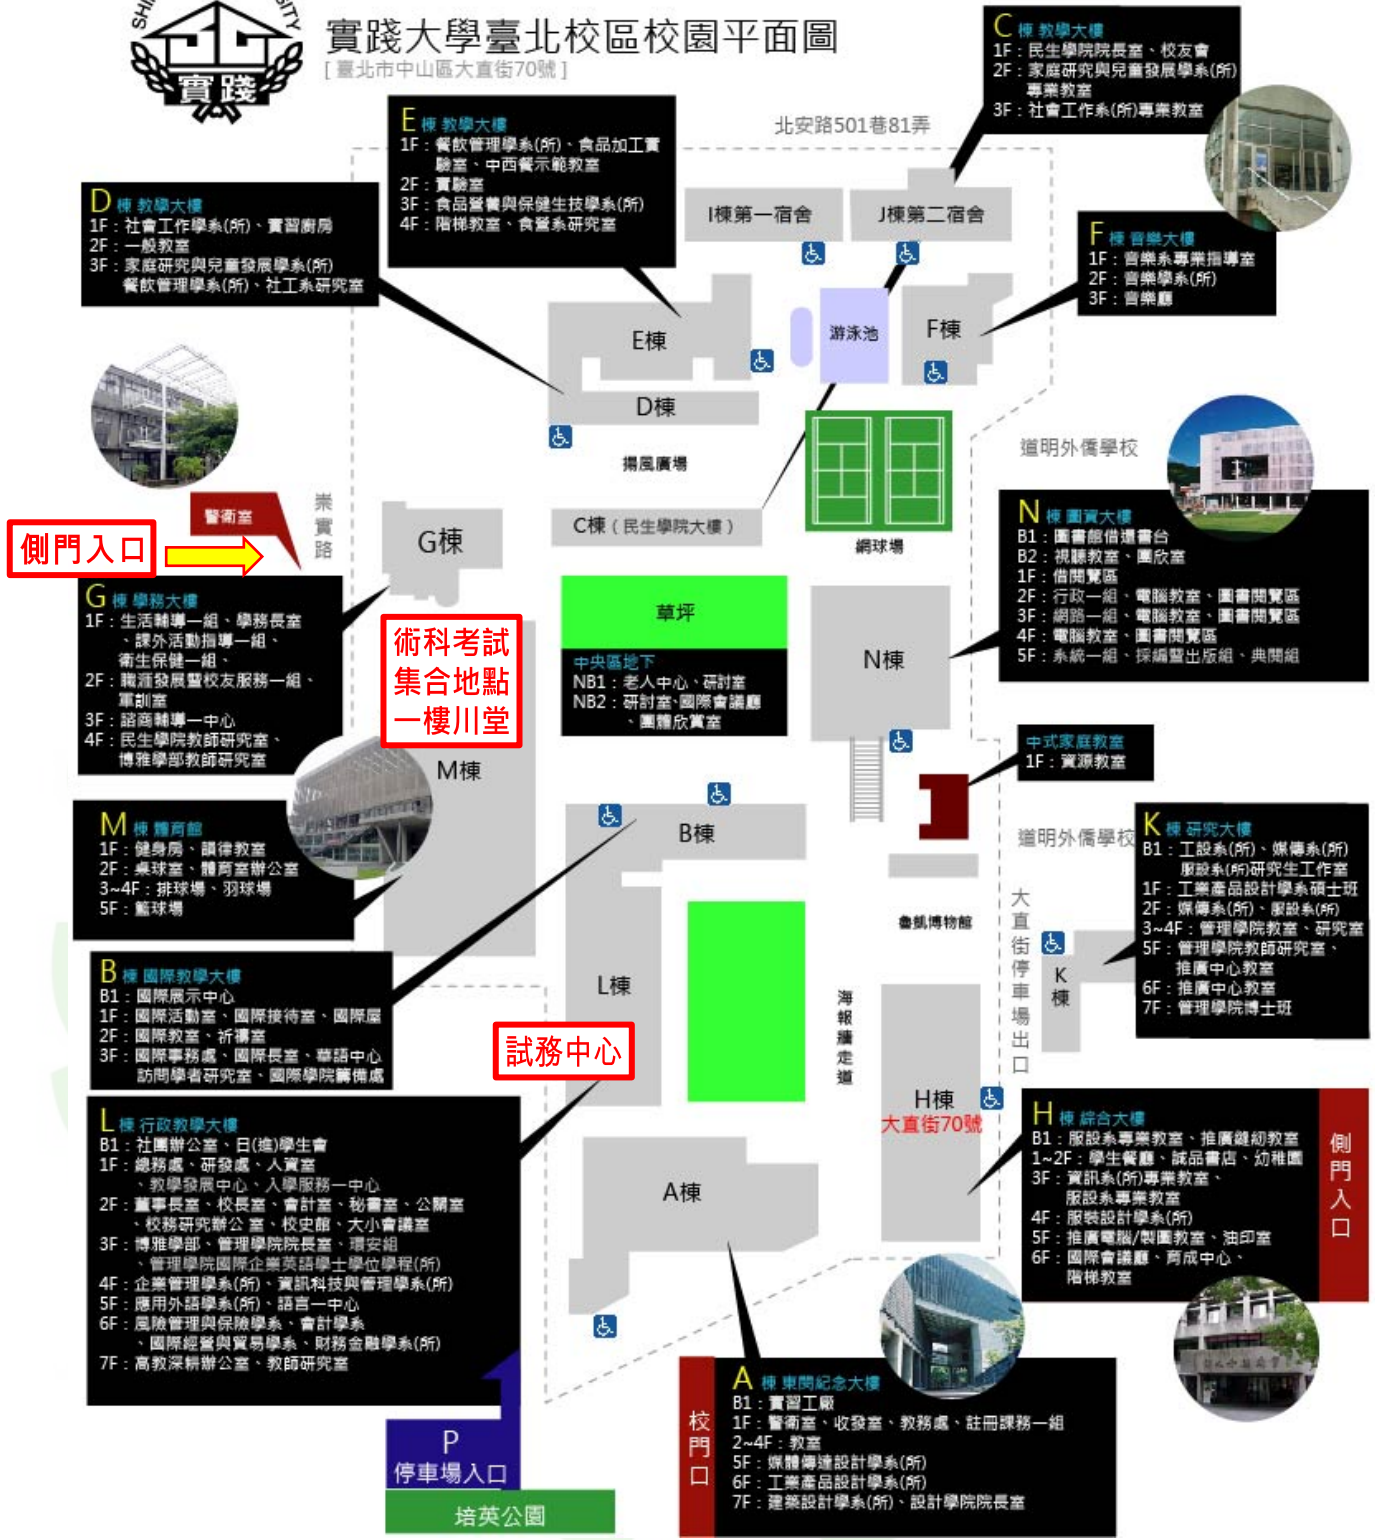 實踐
實踐大學臺北校區校園平面圖
[ 臺北市中山區大直街70號 ]
C 棟 教學大樓
1F：民生學院院長室、校友會
2F：家庭研究與兒童發展學系(所)
專業教室
3F：社會工作系(所)專業教室
北安路501巷81弄
E 棟 教學大樓
1F：餐飲管理學系(所)、食品加工實
驗室、中西餐示範教室
2F：實驗室
3F：食品營養與保健生技學系(所)
4F：階梯教室、食營系研究室
D 棟 教學大樓
1F：社會工作學系(所)、實習廚房
2F：一般教室
3F：家庭研究與兒童發展學系(所)
餐飲管理學系(所)、社工系研究室
I棟第一宿舍
J棟第二宿舍
F 棟 音樂大樓
1F：音樂系專業指導室
2F：音樂學系(所)
3F：音樂廳
E棟
游泳池
F棟
D棟
搨風廣場
道明外僑學校
警衛室
崇實路
側門入口
G棟
C棟（民生學院大樓）
網球場
N 棟 圖資大樓
B1：圖書館借還書台
B2：視聽教室、團欣室
1F：借閱覽區
2F：行政一組、電腦教室、圖書閱覽區
3F：網路一組、電腦教室、圖書閱覽區
4F：電腦教室、圖書閱覽區
5F：系統一組、採編暨出版組、典閱組
G 棟 學務大樓
1F：生活輔導一組、學務長室
、課外活動指導一組、
衛生保健一組、
2F：職涯發展暨校友服務一組、
軍訓室
3F：諮商輔導一中心
4F：民生學院教師研究室、
博雅學部教師研究室
術科考試
集合地點
一樓川堂
草坪
中央區地下
NB1：老人中心、研討室
NB2：研討室、國際會議廳
、團體欣賞室
N棟
M棟
中式家庭教室
1F：資源教室
M 棟 體育館
1F：健身房、韻律教室
2F：桌球室、體育室辦公室
3~4F：排球場、羽球場
5F：籃球場
B棟
道明外僑學校
K 棟 研究大樓
B1：工設系(所)、媒傳系(所)
服設系(所)研究生工作室
1F：工業產品設計學系碩士班
2F：媒傳系(所)、服設系(所)
3~4F：管理學院教室、研究室
5F：管理學院教師研究室、
推廣中心教室
6F：推廣中心教室
7F：管理學院博士班
魯凱博物館
大直街停車場出口
K棟
B 棟 國際教學大樓
B1：國際展示中心
1F：國際活動室、國際接待室、國際屋
2F：國際教室、祈禱室
3F：國際事務處、國際長室、華語中心
訪問學者研究室、國際學院籌備處
L棟
海報牆走道
試務中心
H棟
大直街70號
L 棟 行政教學大樓
B1：社團辦公室、日(進)學生會
1F：總務處、研發處、人資室
、教學發展中心、入學服務一中心
2F：董事長室、校長室、會計室、秘書室、公關室
、校務研究辦公 室、校史館、大小會議室
3F：博雅學部、管理學院院長室、環安組
、管理學院國際企業英語學士學位學程(所)
4F：企業管理學系(所)、資訊科技與管理學系(所)
5F：應用外語學系(所)、語言一中心
6F：風險管理與保險學系、會計學系
、國際經營與貿易學系、財務金融學系(所)
7F：高教深耕辦公室、教師研究室
H 棟 綜合大樓
B1：服設系專業教室、推廣縫紉教室
1~2F：學生餐廳、誠品書店、幼稚園
3F：資訊系(所)專業教室、
服設系專業教室
4F：服裝設計學系(所)
5F：推廣電腦/製圖教室、油印室
6F：國際會議廳、育成中心、
階梯教室
側門入口
A棟
P
停車場入口
培英公園
校門口
A 棟 東閔紀念大樓
B1：實習工廠
1F：警衛室、收發室、教務處、註冊課務一組
2~4F：教室
5F：媒體傳達設計學系(所)
6F：工業產品設計學系(所)
7F：建築設計學系(所)、設計學院院長室